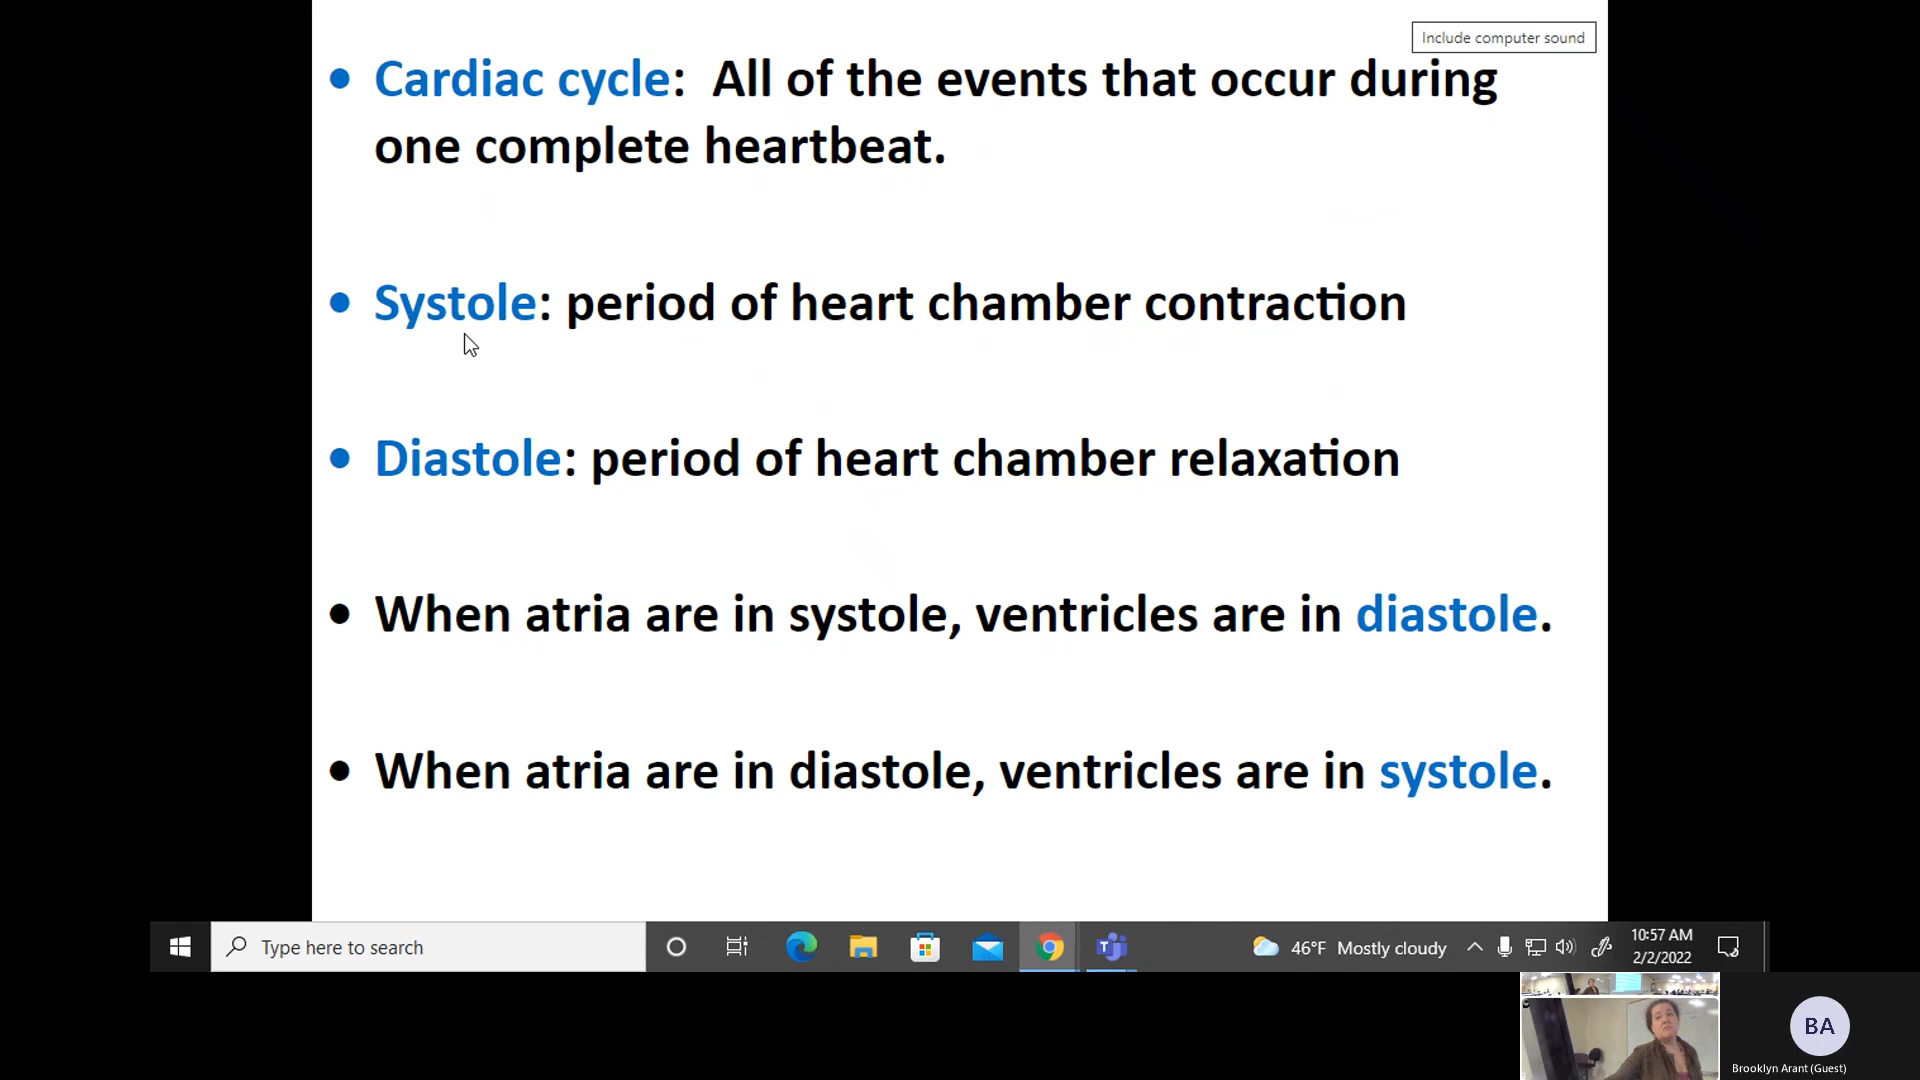 Include computer sound
• Cardiac cycle: All of the events that occur during
one complete heartbeat.
• Systole: period of heart chamber contraction
• Diastole: period of heart chamber relaxation
• When atria are in systole, ventricles are in diastole.
• When atria are in diastole, ventricles are in systole.
Type here to search
46°F Mostly cloudy
10:57 AM
2/2/2022
BA
Brooklyn Arant (Guest)